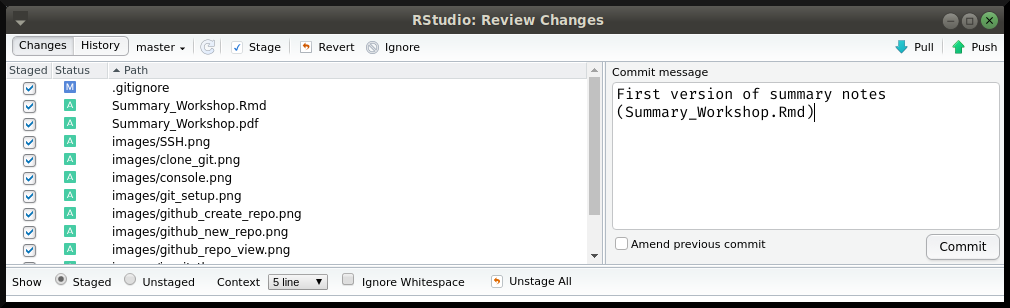 RStudio: Review Changes
Changes History master Stage Revert Ignore Pull Push
Staged Status Path
M .gitignore
A Summary_Workshop.Rmd
A Summary_Workshop.pdf
A images/SSH.png
A images/clone_git.png
A images/console.png
A images/git_setup.png
A images/github_create_repo.png
A images/github_new_repo.png
A images/github_repo_view.png
Commit message
First version of summary notes
(Summary_Workshop.Rmd)
Amend previous commit
Commit
Show Staged Unstaged Context 5 line Ignore Whitespace Unstage All